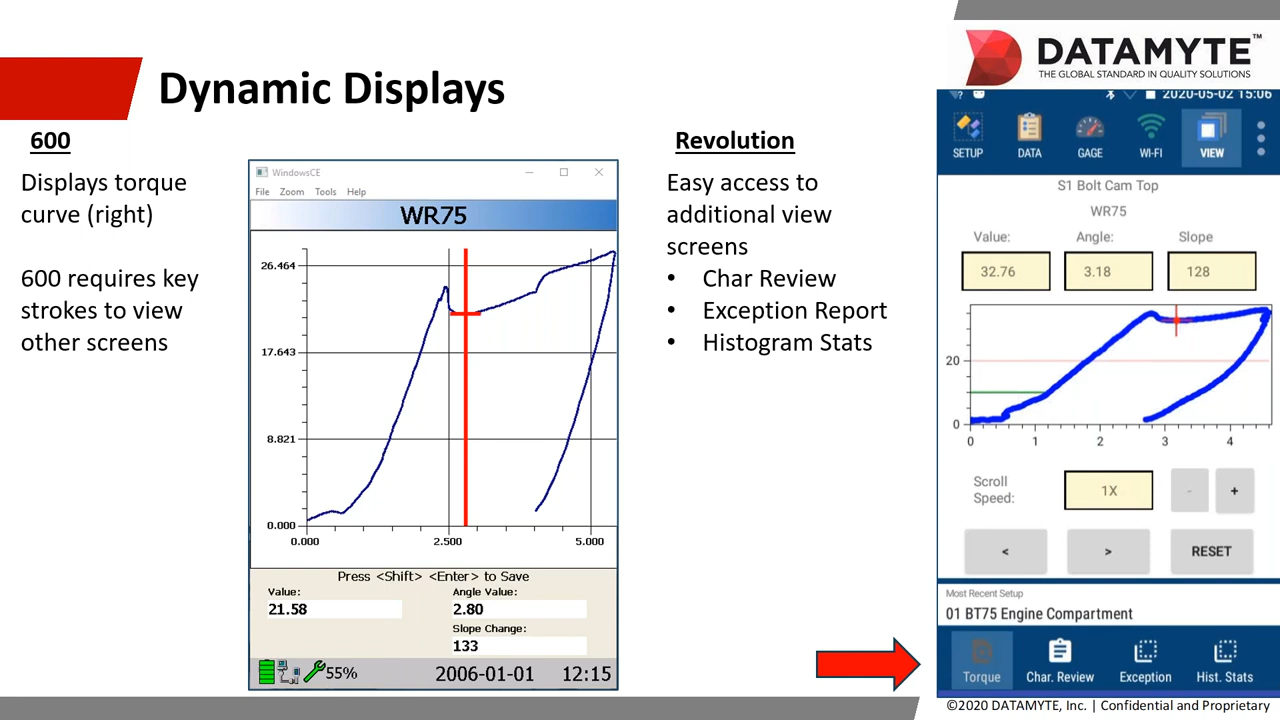 Dynamic Displays
DATAMYTE™
THE GLOBAL STANDARD IN QUALITY SOLUTIONS
600
Displays torque
curve (right)
600 requires key
strokes to view
other screens
WindowsCE
File Zoom Tools Help
WR75
26.464
17.643
8.821
0.000
0.000 2.500 5.000
Press <Shift> <Enter> to Save
Value: Angle Value:
21.58 2.80
Slope Change:
133
55% 2006-01-01 12:15
Revolution
Easy access to
additional view
screens
• Char Review
• Exception Report
• Histogram Stats
2020-05-02 15:06
SETUP DATA GAGE WI-FI VIEW
S1 Bolt Cam Top
WR75
Value: Angle: Slope
32.76 3.18 128
20
0
0 1 2 3 4
Scroll
Speed:
1X - +
< > RESET
Most Recent Setup
01 BT75 Engine Compartment
Torque Char. Review Exception Hist. Stats
©2020 DATAMYTE, Inc. | Confidential and Proprietary